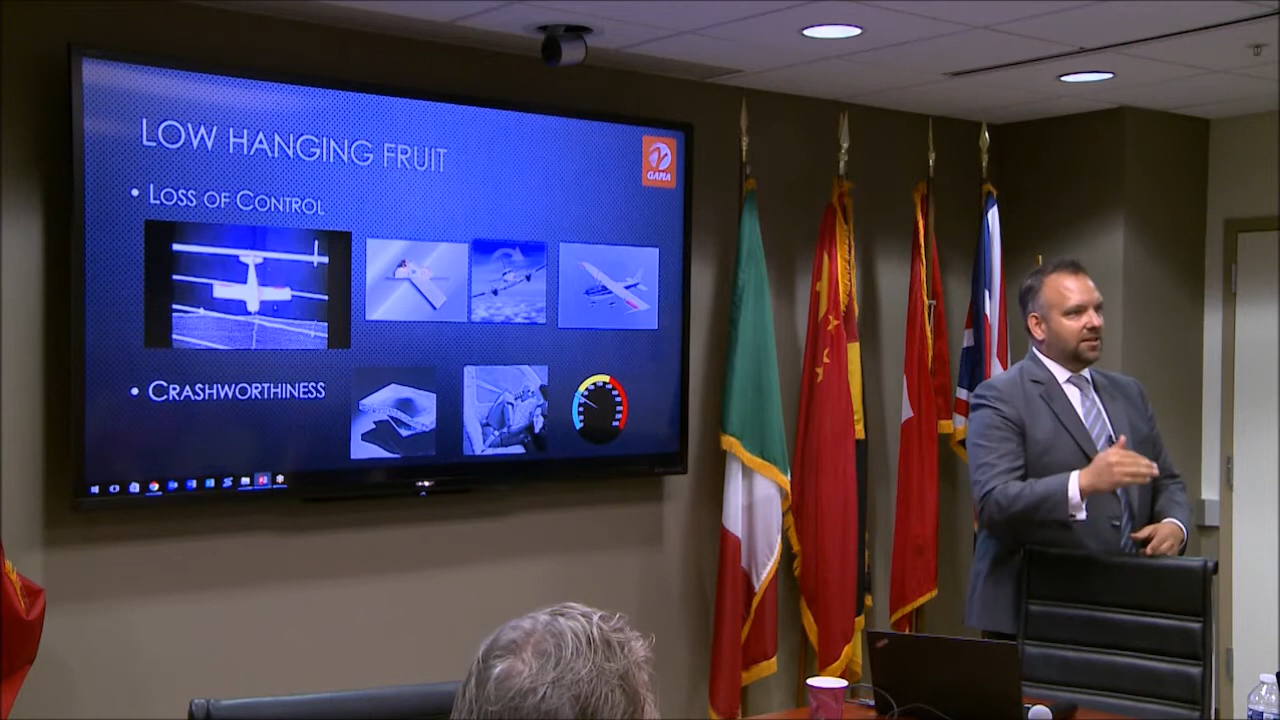 LOW HANGING FRUIT
GAMA
• LOSS OF CONTROL
• CRASHWORTHINESS